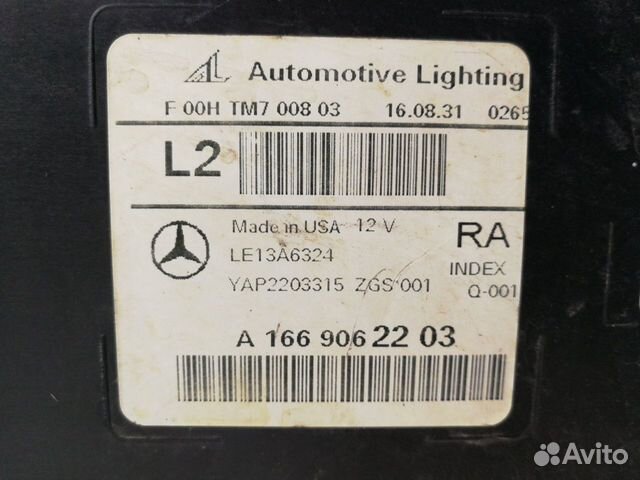 AL Automotive Lighting
F 00H TM7 008 03 16.08.31 0265
L2
Made in USA 12 V
RA
LE13A6324
INDEX
YAP2203315 ZGS 001
Q-001
A 166 906 22 03
Avito